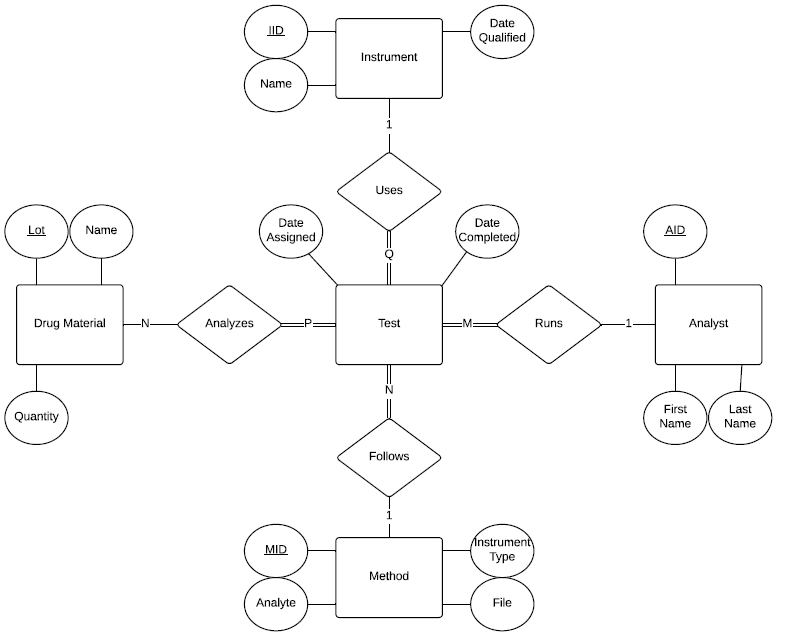 IID
Date
Qualified
Instrument
Name
1
Uses
Lot
Name
Date
Assigned
Date
Completed
AID
Q
Drug Material
N
Analyzes
P
Test
M
Runs
1
Analyst
N
Quantity
First
Name
Last
Name
Follows
1
MID
Instrument
Type
Method
Analyte
File